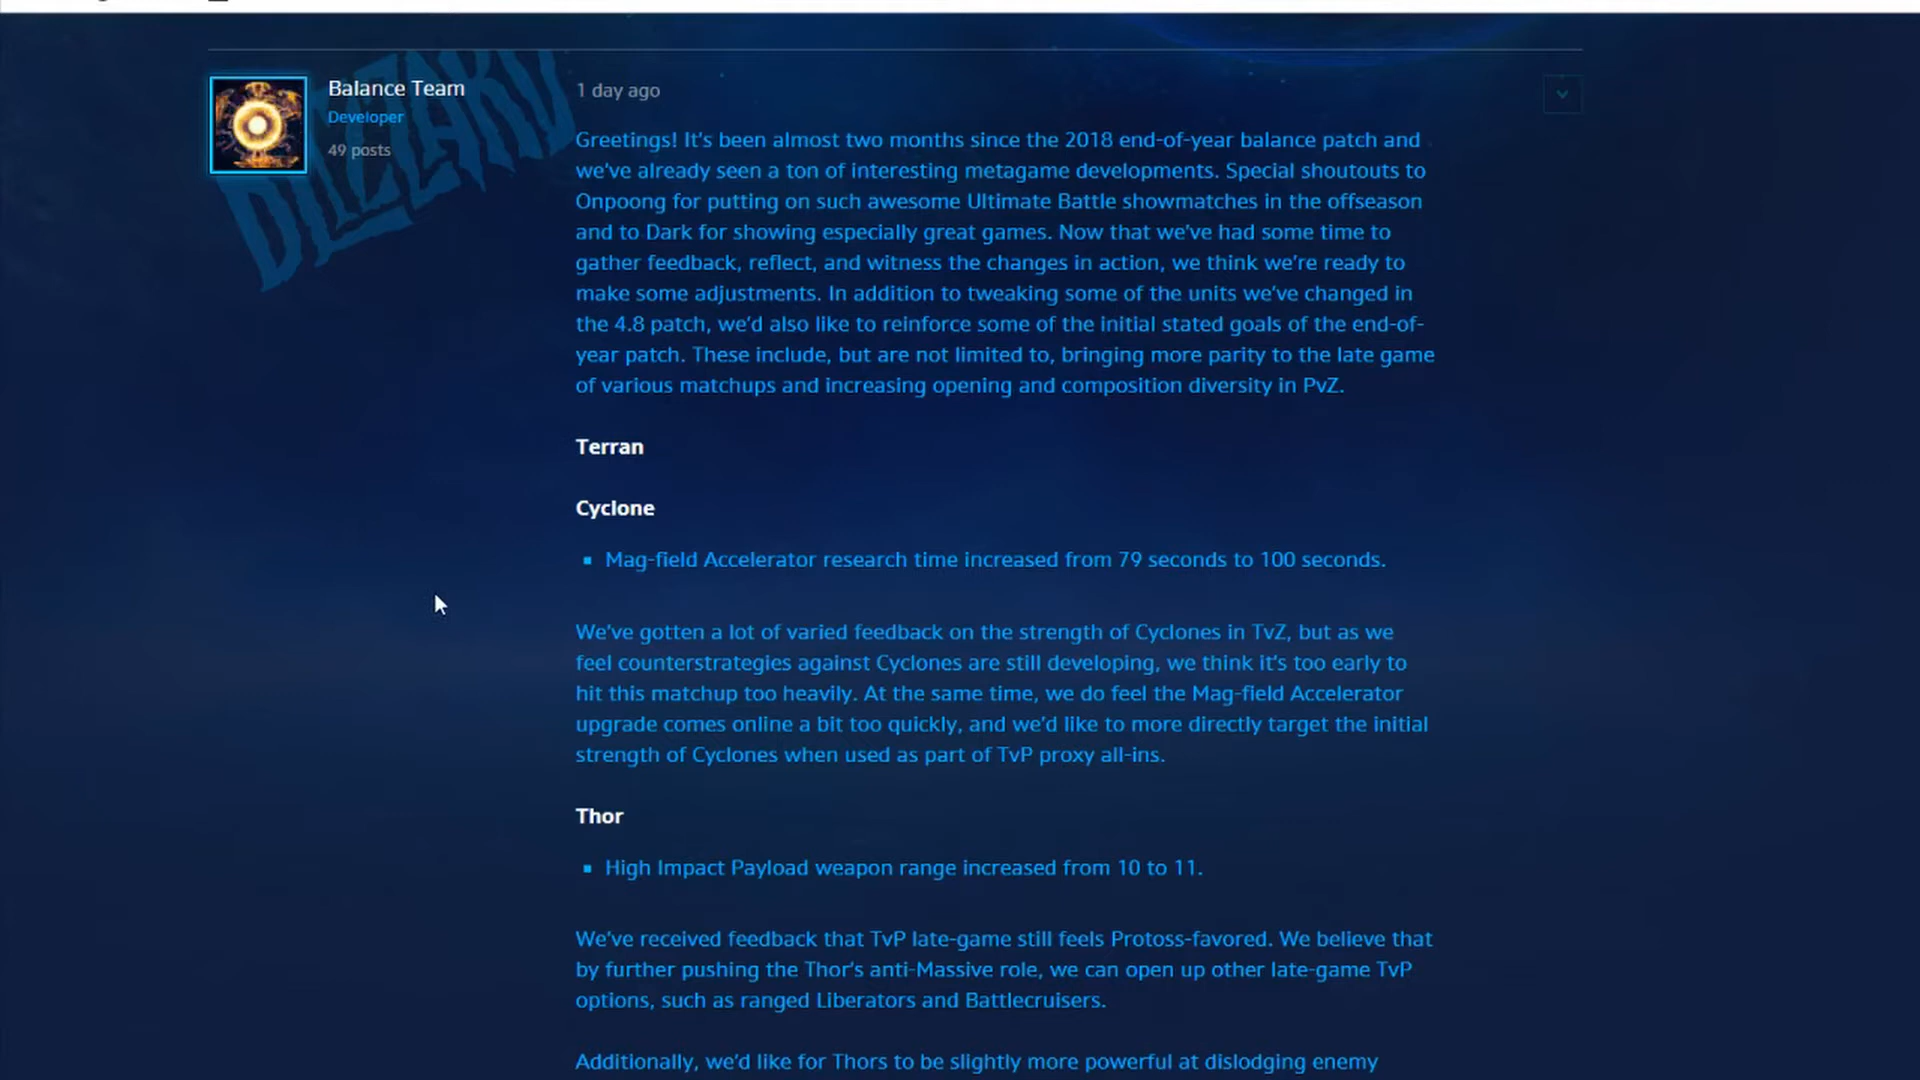 Balance Team
Developer
49 posts
BLIZZARD
1 day ago
Greetings! It's been almost two months since the 2018 end-of-year balance patch and
we've already seen a ton of interesting metagame developments. Special shoutouts to
Onpoong for putting on such awesome Ultimate Battle showmatches in the offseason
and to Dark for showing especially great games. Now that we've had some time to
gather feedback, reflect, and witness the changes in action, we think we're ready to
make some adjustments. In addition to tweaking some of the units we've changed in
the 4.8 patch, we'd also like to reinforce some of the initial stated goals of the end-of-
year patch. These include, but are not limited to, bringing more parity to the late game
of various matchups and increasing opening and composition diversity in PvZ.
Terran
Cyclone
▪ Mag-field Accelerator research time increased from 79 seconds to 100 seconds.
We've gotten a lot of varied feedback on the strength of Cyclones in TvZ, but as we
feel counterstrategies against Cyclones are still developing, we think it's too early to
hit this matchup too heavily. At the same time, we do feel the Mag-field Accelerator
upgrade comes online a bit too quickly, and we'd like to more directly target the initial
strength of Cyclones when used as part of TvP proxy all-ins.
Thor
▪ High Impact Payload weapon range increased from 10 to 11.
We've received feedback that TvP late-game still feels Protoss-favored. We believe that
by further pushing the Thor's anti-Massive role, we can open up other late-game TvP
options, such as ranged Liberators and Battlecruisers.
Additionally, we'd like for Thors to be slightly more powerful at dislodging enemy